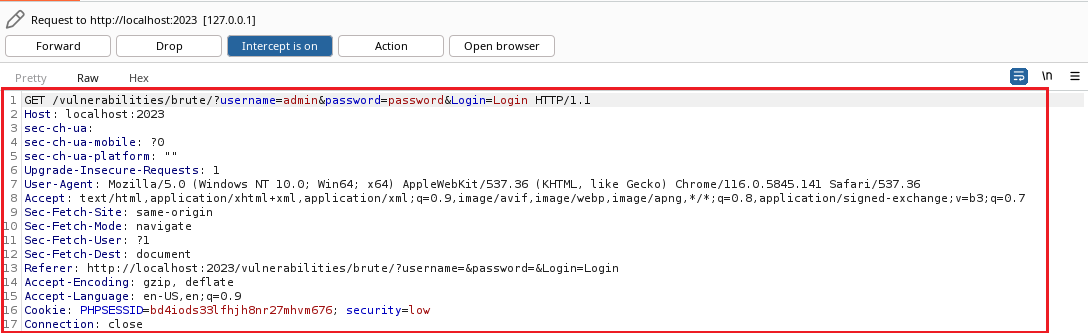 Request to http://localhost:2023 [127.0.0.1]
Forward Drop Intercept is on Action Open browser
Pretty Raw Hex \n
1 GET /vulnerabilities/brute/?username=admin&password=password&Login=Login HTTP/1.1
2 Host: localhost:2023
3 sec-ch-ua:
4 sec-ch-ua-mobile: ?0
5 sec-ch-ua-platform: ""
6 Upgrade-Insecure-Requests: 1
7 User-Agent: Mozilla/5.0 (Windows NT 10.0; Win64; x64) AppleWebKit/537.36 (KHTML, like Gecko) Chrome/116.0.5845.141 Safari/537.36
8 Accept: text/html,application/xhtml+xml,application/xml;q=0.9,image/avif,image/webp,image/apng,*/*;q=0.8,application/signed-exchange;v=b3;q=0.7
9 Sec-Fetch-Site: same-origin
10 Sec-Fetch-Mode: navigate
11 Sec-Fetch-User: ?1
12 Sec-Fetch-Dest: document
13 Referer: http://localhost:2023/vulnerabilities/brute/?username=&password=&Login=Login
14 Accept-Encoding: gzip, deflate
15 Accept-Language: en-US,en;q=0.9
16 Cookie: PHPSESSID=bd4iods33lfhjh8nr27mhvm676; security=low
17 Connection: close